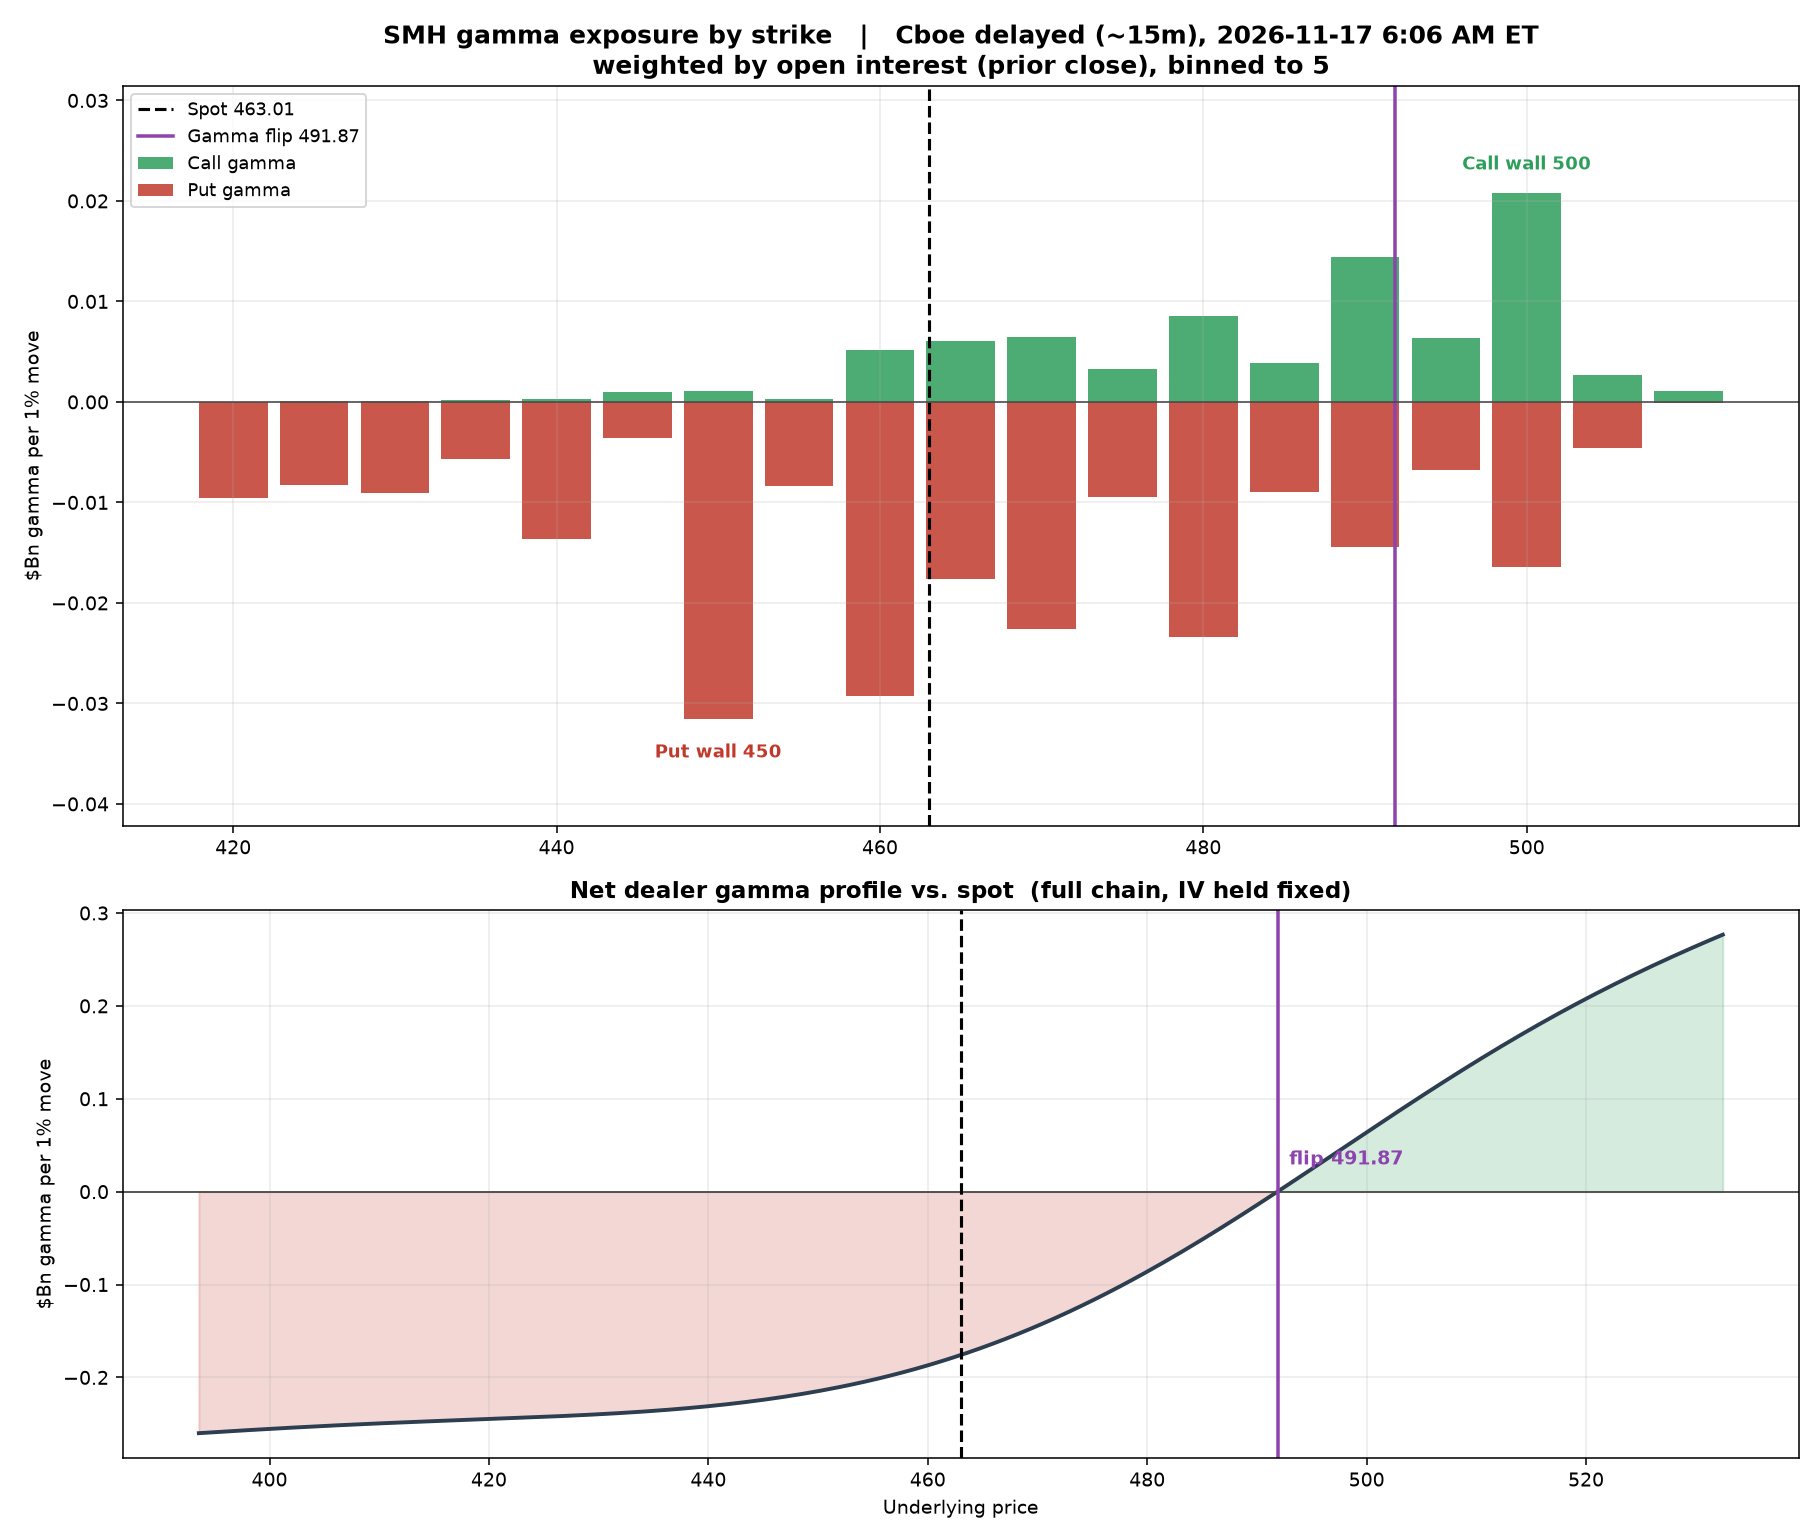 SMH gamma exposure by strike | Cboe delayed (~15m), 2026-11-17 6:06 AM ET
weighted by open interest (prior close), binned to 5
Spot 463.01
Gamma flip 491.87
Call gamma
Put gamma
Call wall 500
Put wall 450
$Bn gamma per 1% move
0.03
0.02
0.01
0.00
−0.01
−0.02
−0.03
−0.04
420 440 460 480 500
Net dealer gamma profile vs. spot (full chain, IV held fixed)
flip 491.87
$Bn gamma per 1% move
0.3
0.2
0.1
0.0
−0.1
−0.2
400 420 440 460 480 500 520
Underlying price